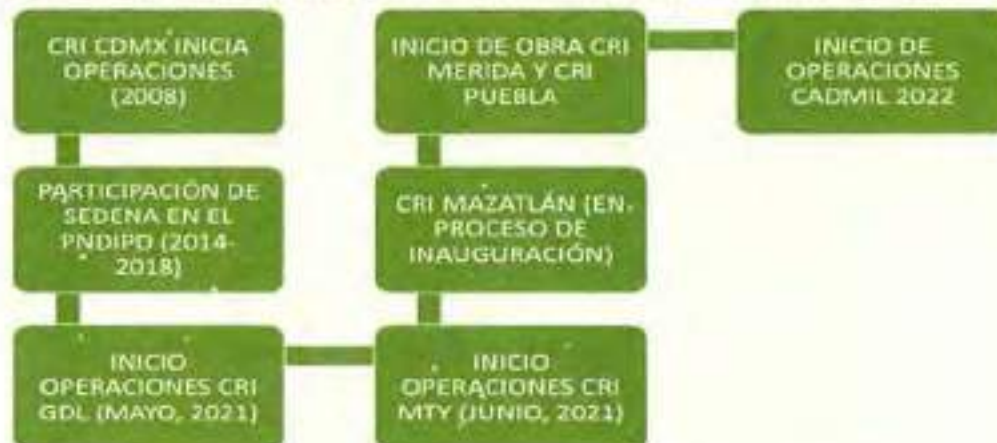 CRI CDMX INICIA
OPERACIONES
(2008)
PARTICIPACIÓN DE
SEDENA EN EL
PNDIPD (2014-
2018)
INICIO
OPERACIONES CRI
GDL (MAYO, 2021)
INICIO
OPERACIONES CRI
MTY (JUNIO, 2021)
CRI MAZATLÁN (EN
PROCESO DE
INAUGURACIÓN)
INICIO DE OBRA CRI
MERIDA Y CRI
PUEBLA
INICIO DE
OPERACIONES
CADMIL 2022